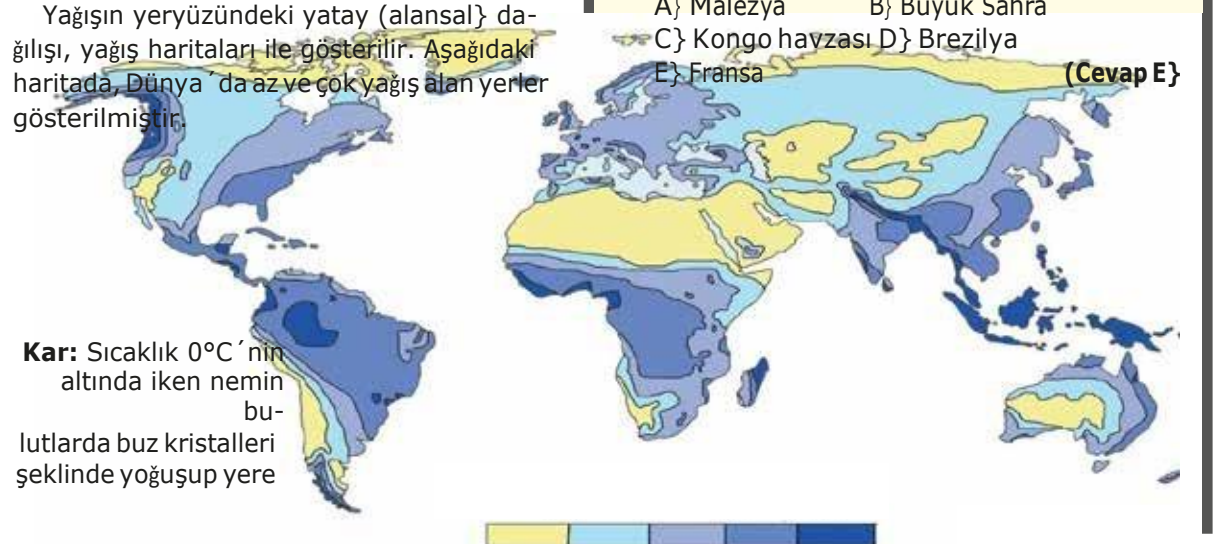 Yağışın yeryüzündeki yatay (alansal} da-
ğılışı, yağış haritaları ile gösterilir. Aşağıdaki
haritada, Dünya ´da az ve çok yağış alan yerler
gösterilmiştir.
A} Malezya B} Büyük Sahra
C} Kongo havzası D} Brezilya
E} Fransa (Cevap E}
Kar: Sıcaklık 0°C´nin
altında iken nemin
bu-
lutlarda buz kristalleri
şeklinde yoğuşup yere